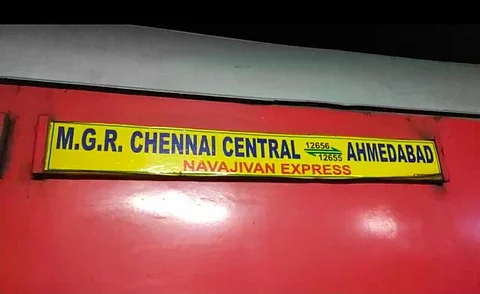 M.G.R. CHENNAI CENTRAL 12656 AHMEDABAD
12655
NAVAJIVAN EXPRESS